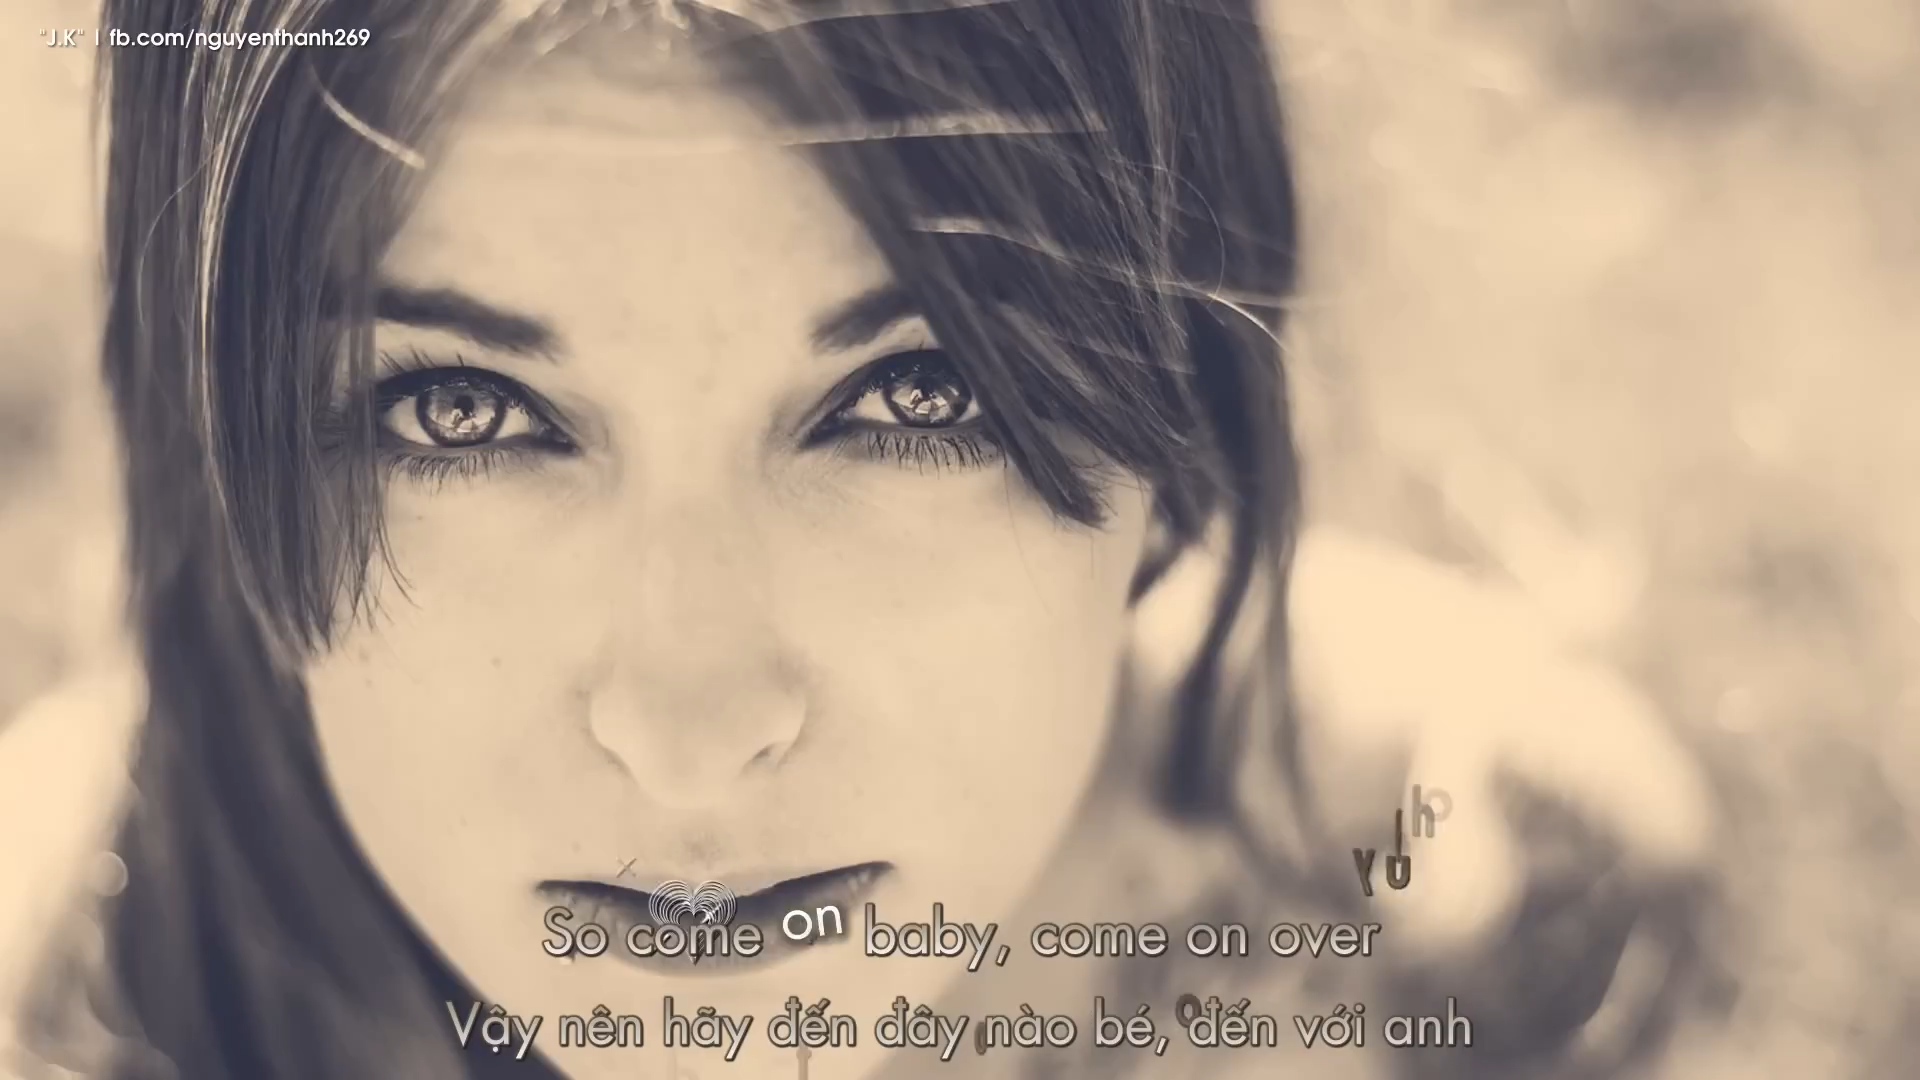 "J.K" | fb.com/nguyenthanh269
So come on baby, come on over
Vậy nên hãy đến đây nào bé, đến với anh